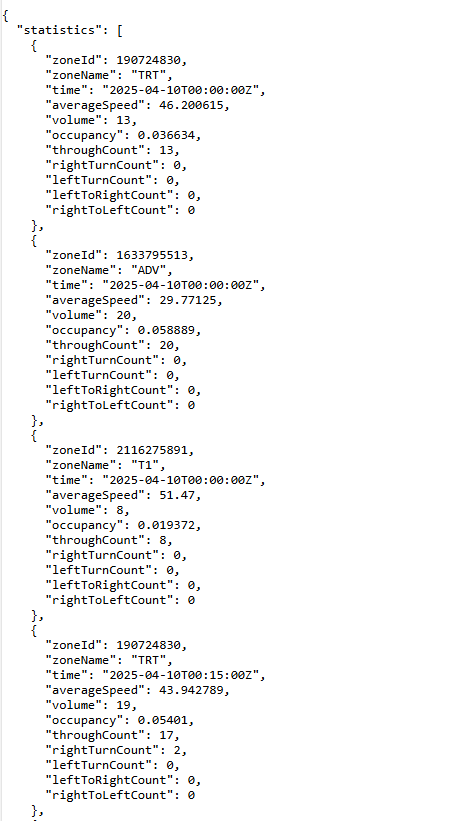 {
"statistics": [
{
"zoneId": 190724830,
"zoneName": "TRT",
"time": "2025-04-10T00:00:00Z",
"averageSpeed": 46.200615,
"volume": 13,
"occupancy": 0.036634,
"throughCount": 13,
"rightTurnCount": 0,
"leftTurnCount": 0,
"leftToRightCount": 0,
"rightToLeftCount": 0
},
{
"zoneId": 1633795513,
"zoneName": "ADV",
"time": "2025-04-10T00:00:00Z",
"averageSpeed": 29.77125,
"volume": 20,
"occupancy": 0.058889,
"throughCount": 20,
"rightTurnCount": 0,
"leftTurnCount": 0,
"leftToRightCount": 0,
"rightToLeftCount": 0
},
{
"zoneId": 2116275891,
"zoneName": "T1",
"time": "2025-04-10T00:00:00Z",
"averageSpeed": 51.47,
"volume": 8,
"occupancy": 0.019372,
"throughCount": 8,
"rightTurnCount": 0,
"leftTurnCount": 0,
"leftToRightCount": 0,
"rightToLeftCount": 0
},
{
"zoneId": 190724830,
"zoneName": "TRT",
"time": "2025-04-10T00:15:00Z",
"averageSpeed": 43.942789,
"volume": 19,
"occupancy": 0.05401,
"throughCount": 17,
"rightTurnCount": 2,
"leftTurnCount": 0,
"leftToRightCount": 0,
"rightToLeftCount": 0
},